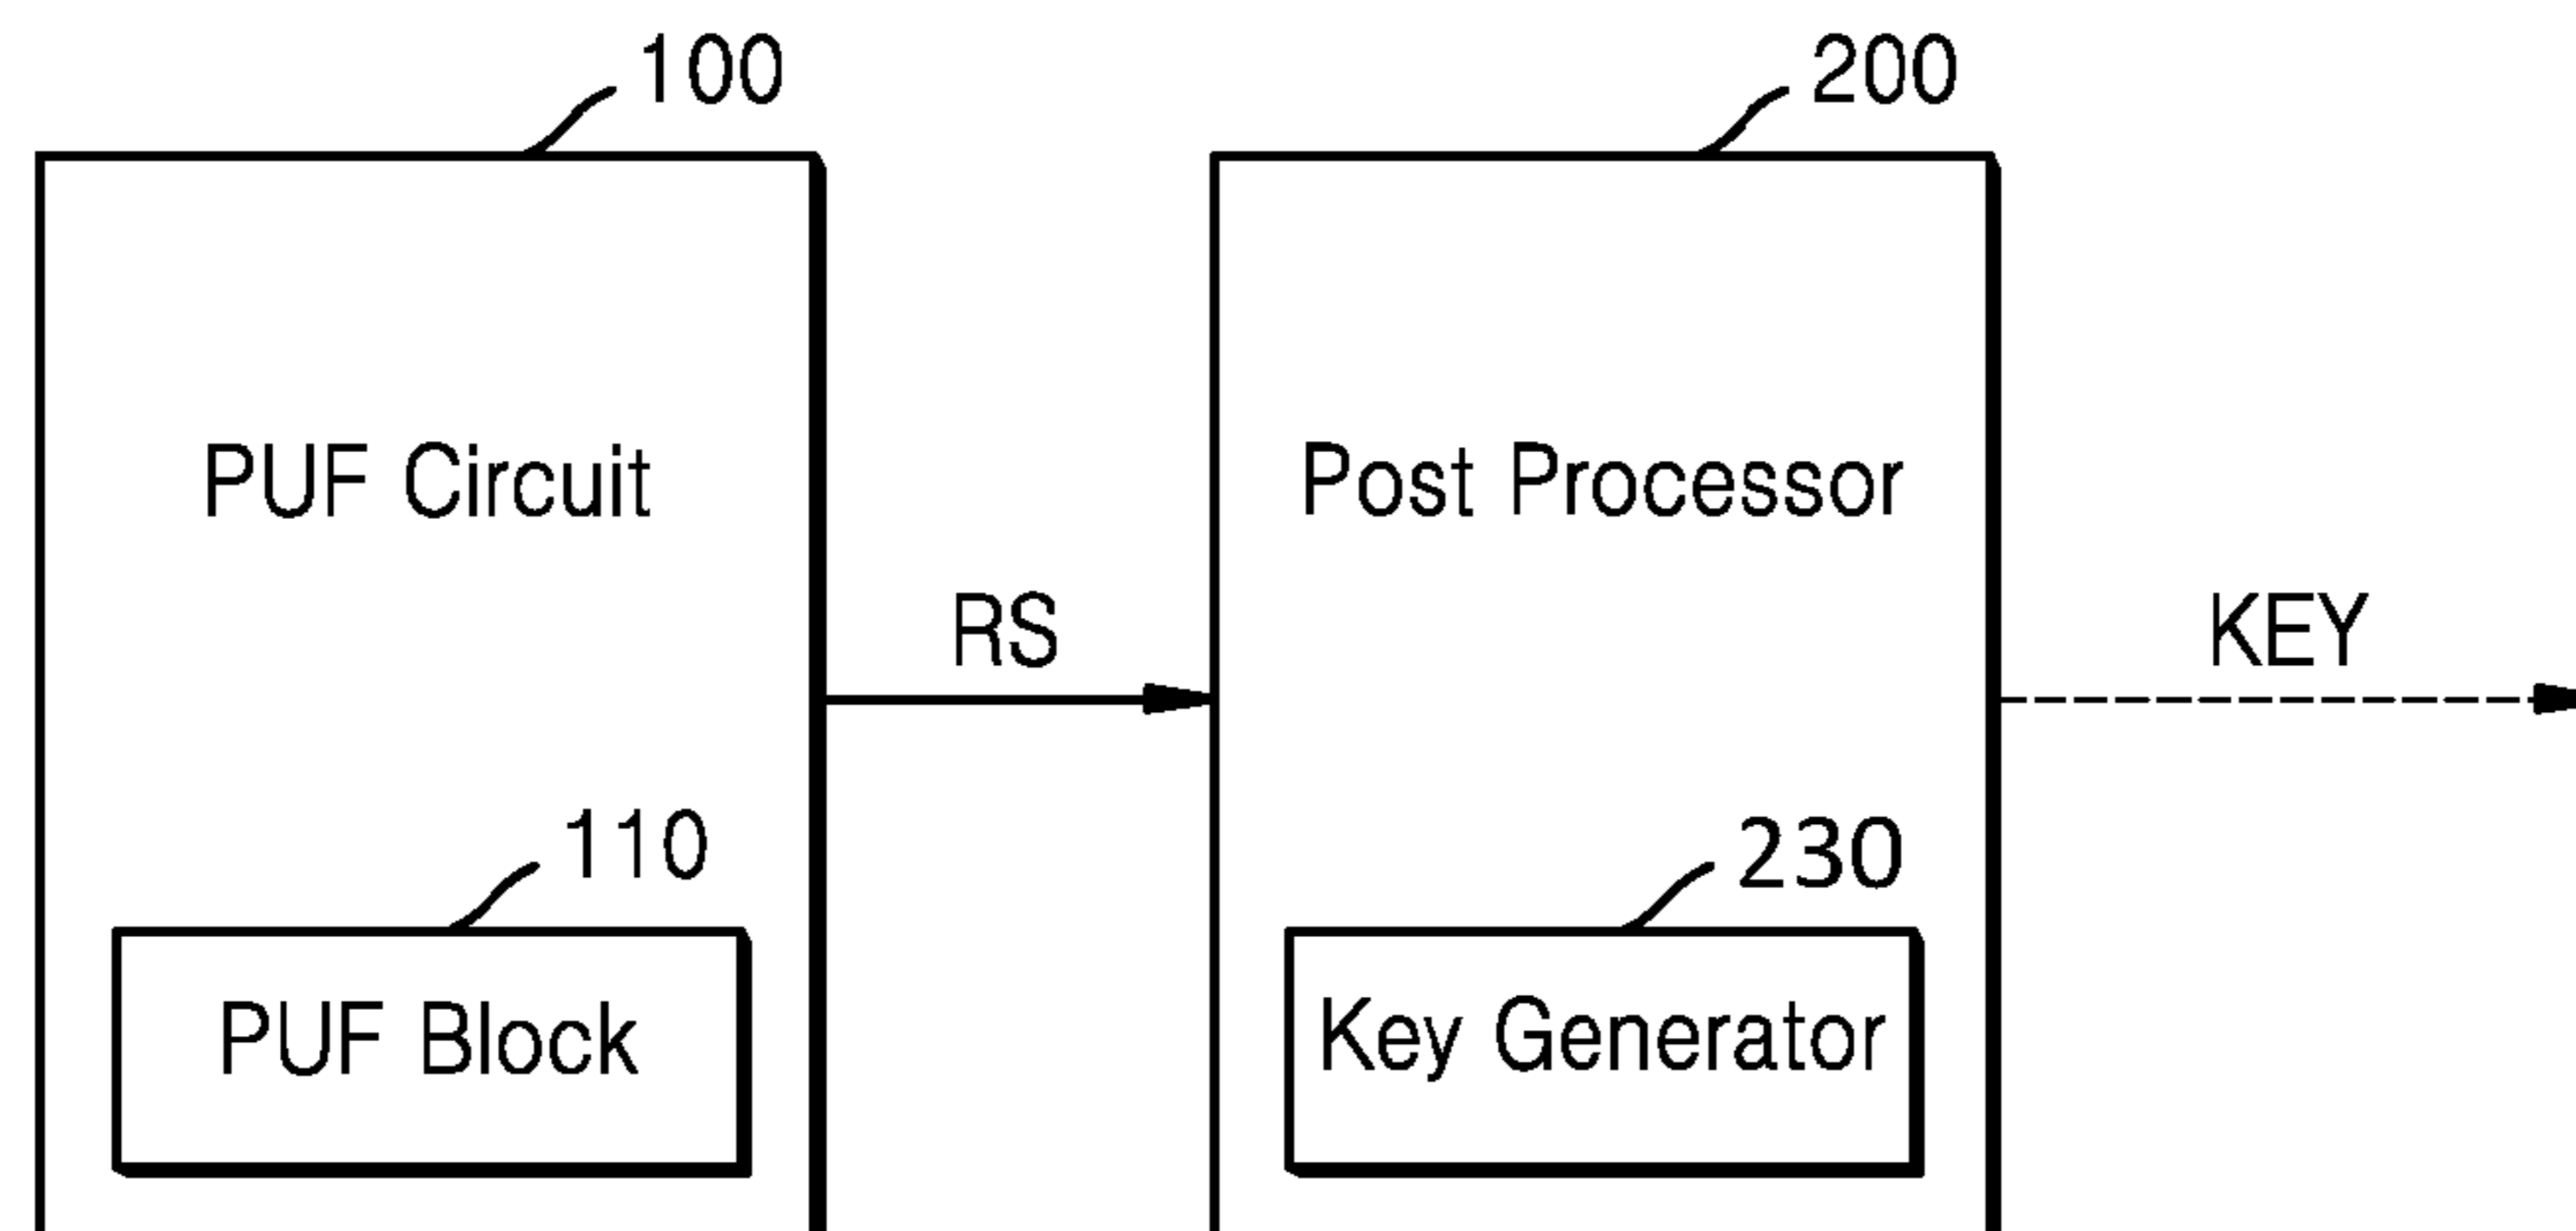 100
200
PUF Circuit
Post Processor
RS
KEY
110
230
PUF Block
Key Generator